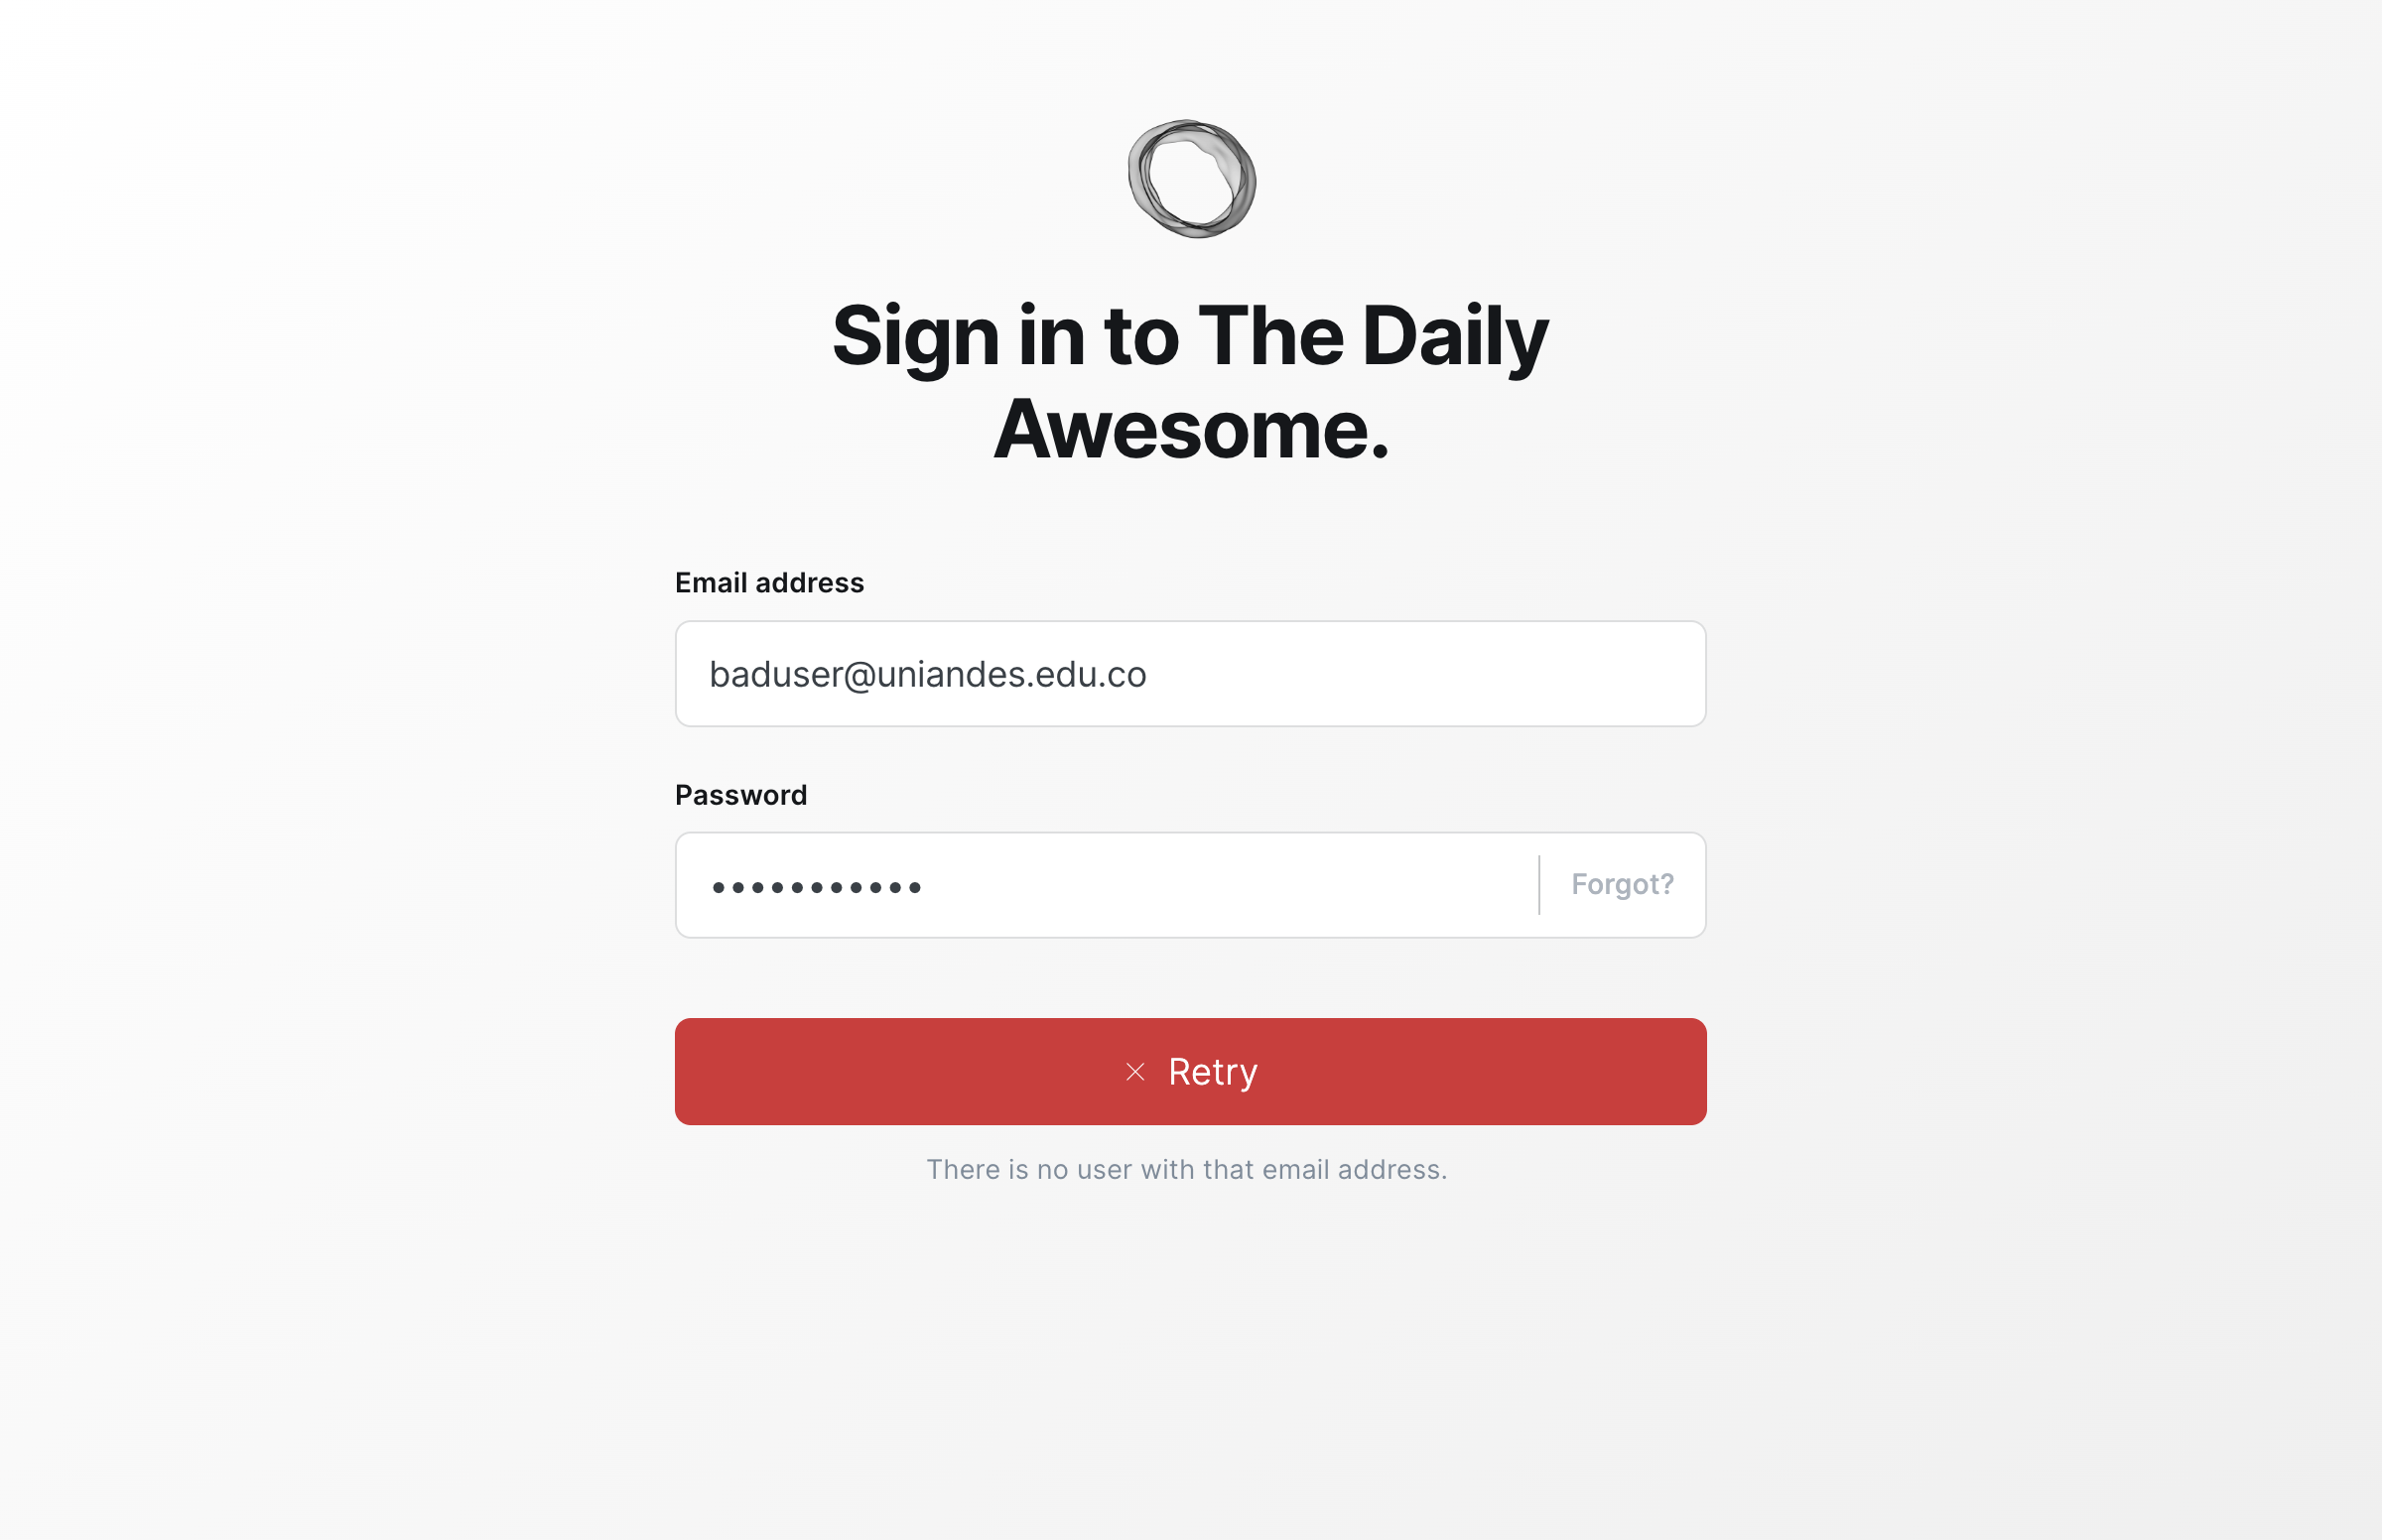 Sign in to The Daily
Awesome.
Email address
baduser@uniandes.edu.co
Password
•••••••••••
Forgot?
Retry
There is no user with that email address.